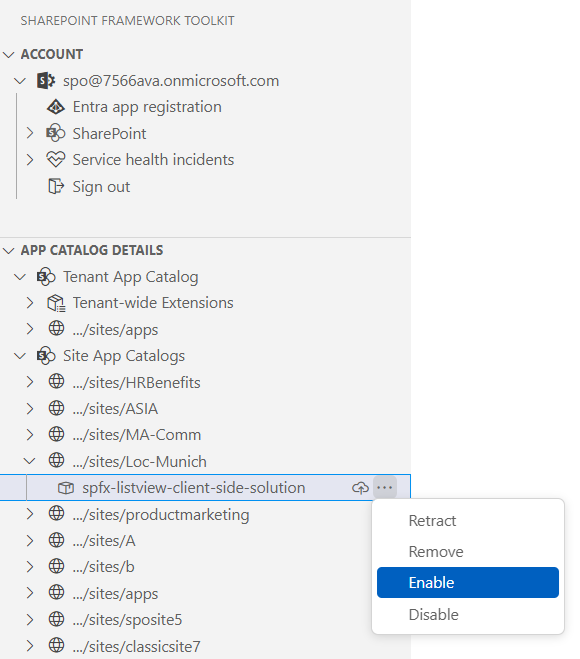 SHAREPOINT FRAMEWORK TOOLKIT
ACCOUNT
spo@7566ava.onmicrosoft.com
Entra app registration
SharePoint
Service health incidents
Sign out
APP CATALOG DETAILS
Tenant App Catalog
Tenant-wide Extensions
.../sites/apps
Site App Catalogs
.../sites/HRBenefits
.../sites/ASIA
.../sites/MA-Comm
.../sites/Loc-Munich
spfx-listview-client-side-solution
.../sites/productmarketing
.../sites/A
.../sites/b
.../sites/apps
.../sites/sposite5
.../sites/classicsite7
Retract
Remove
Enable
Disable